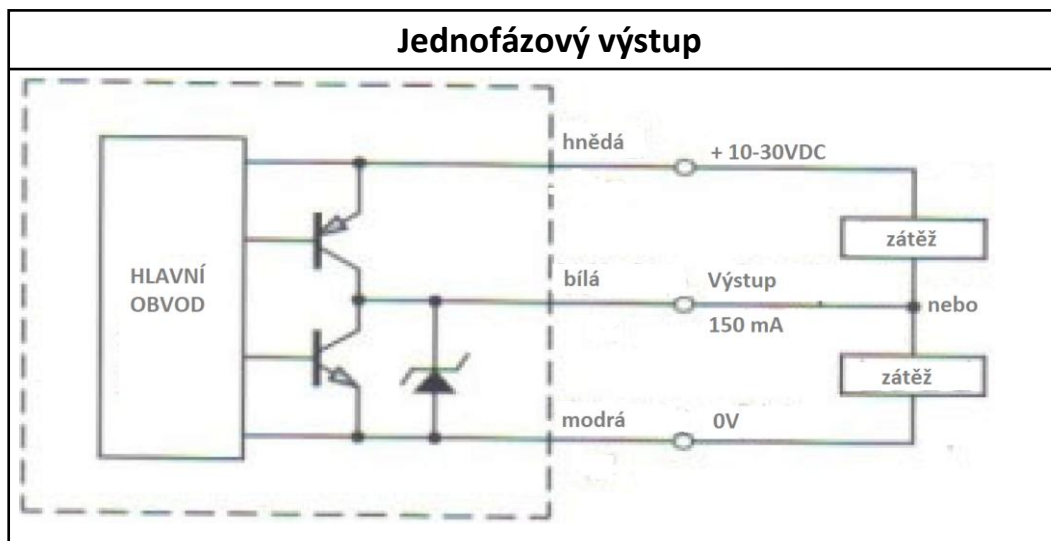 Jednofázový výstup
hnědá
+ 10-30VDC
zátěž
HLAVNÍ
OBVOD
bílá
Výstup
nebo
150 mA
zátěž
modrá
0V